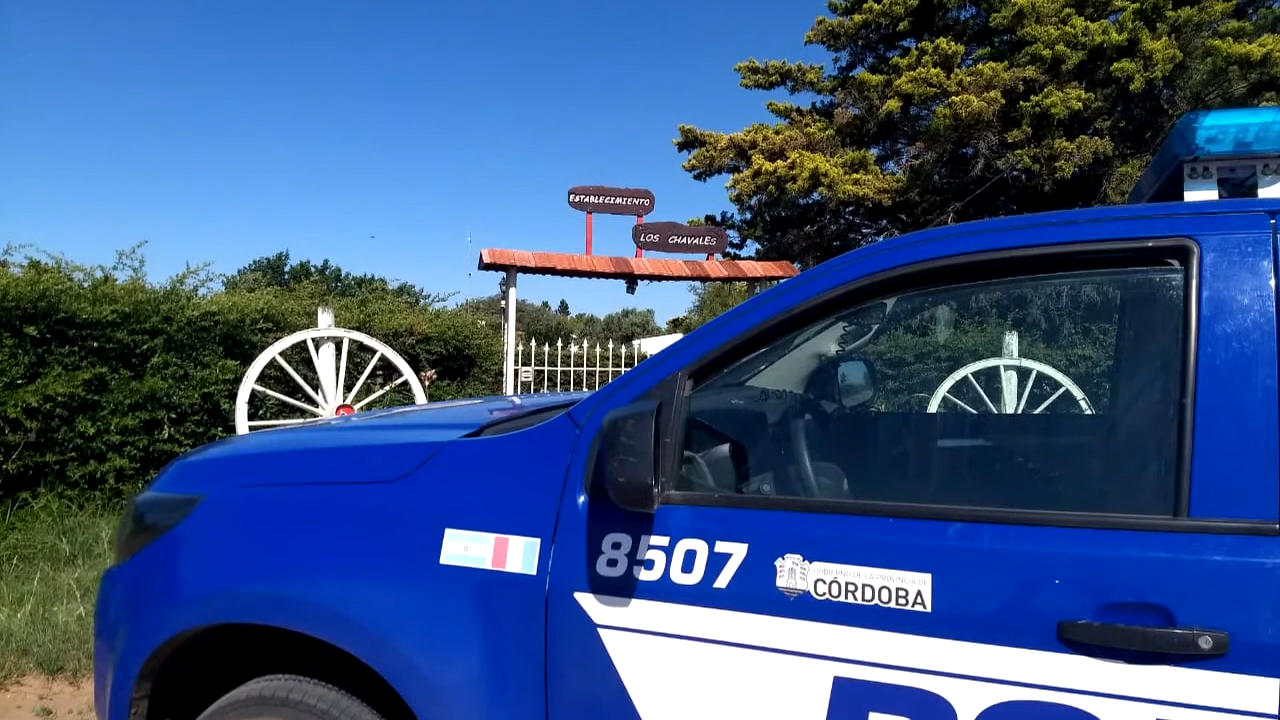 ESTABLECIMIENTO
LOS CHAVALES
8507
GOBIERNO DE LA PROVINCIA DE
CÓRDOBA